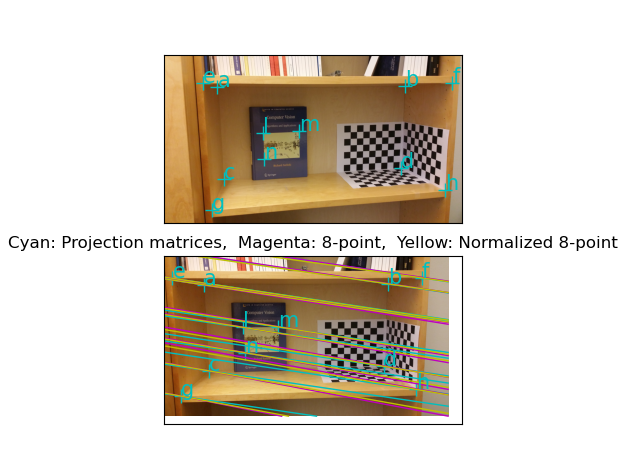 e a b f
l m
n
c d
g h
Cyan: Projection matrices,  Magenta: 8-point,  Yellow: Normalized 8-point
e a b f
l m
n
c d
g h